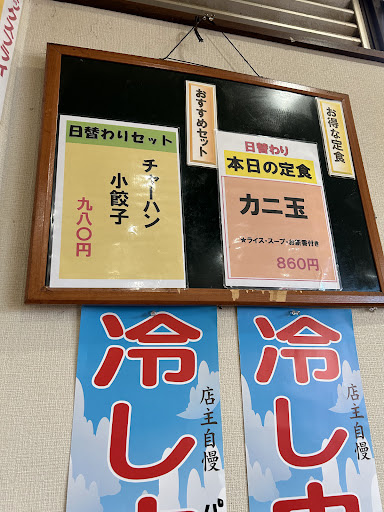 おすすめセット
お得な定食
日替わりセット
チャーハン
小餃子
九八〇円
日替わり
本日の定食
カニ玉
★ライス・スープ・お新香付き
860円
冷し
店主自慢
冷し中
店主自慢